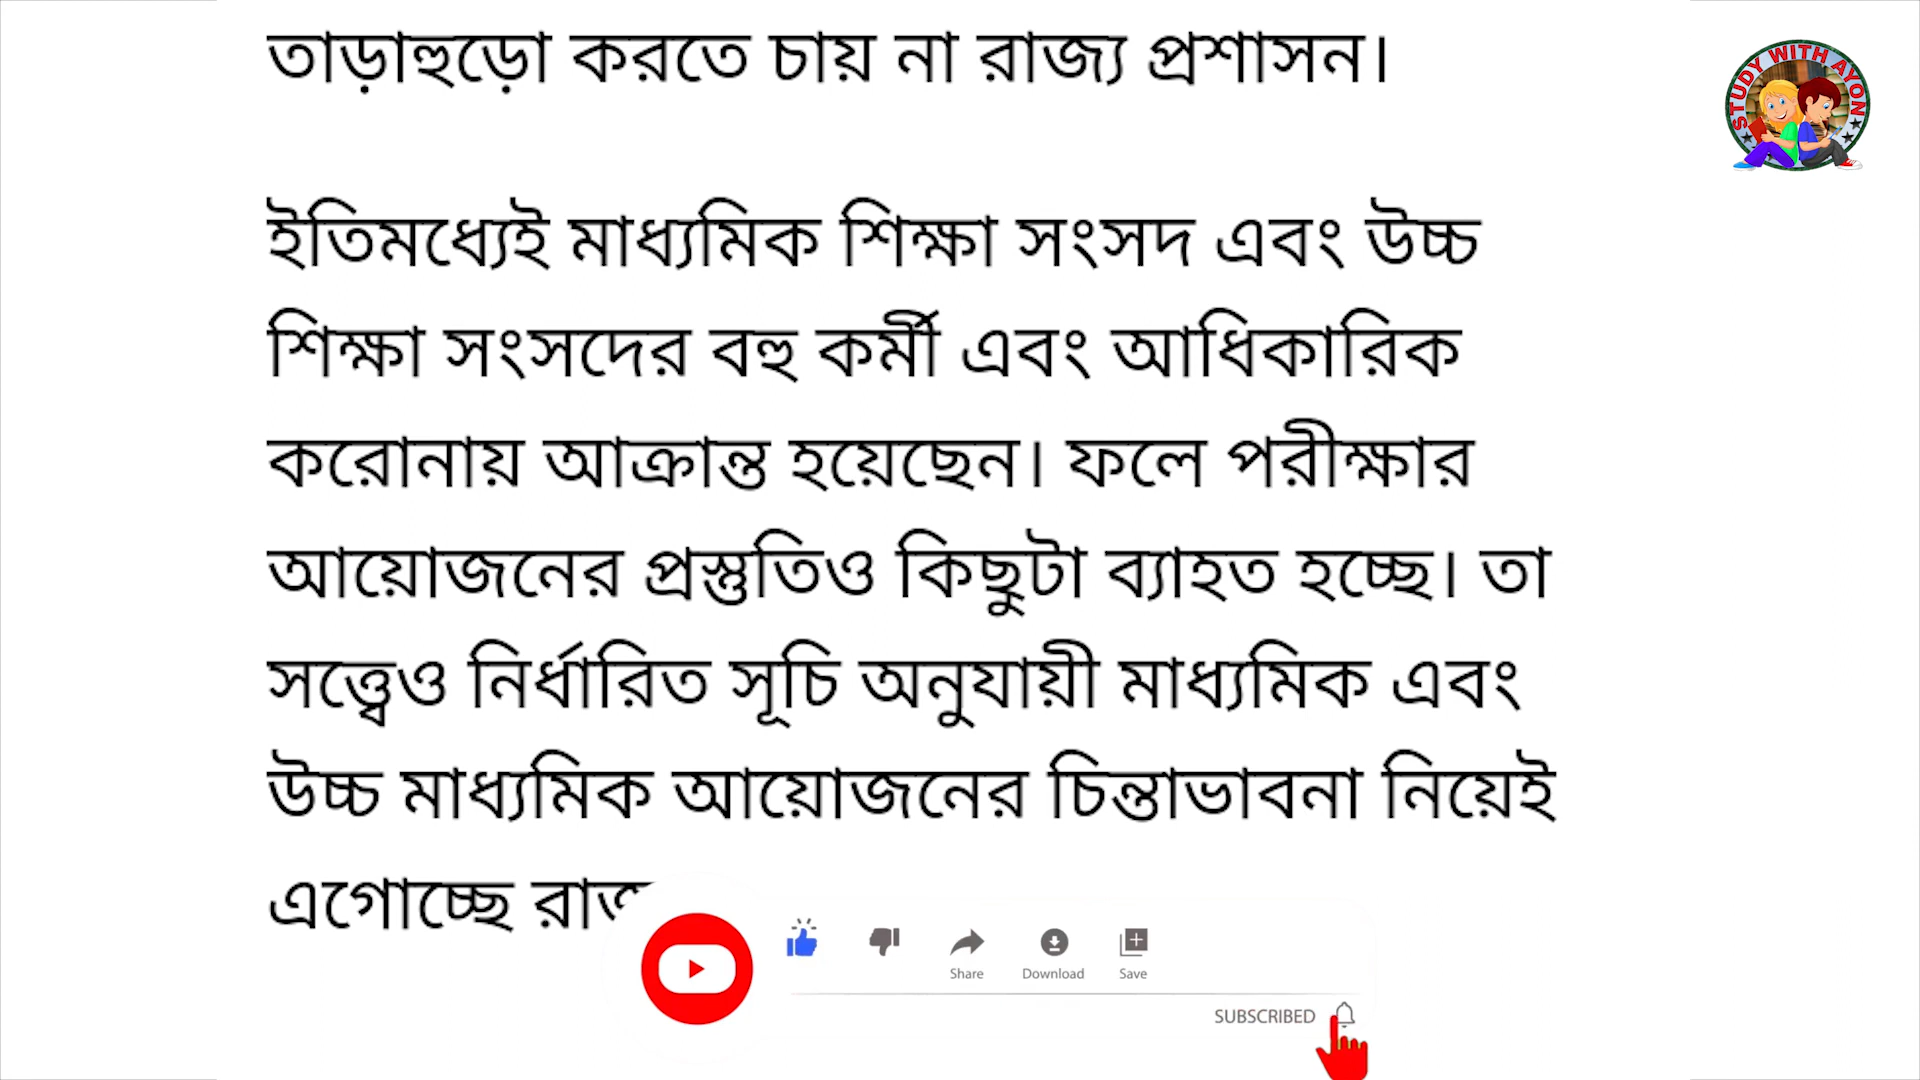 তাড়াহুড়ো করতে চায় না রাজ্য প্রশাসন।
STUDY WITH AYON
ইতিমধ্যেই মাধ্যমিক শিক্ষা সংসদ এবং উচ্চ
শিক্ষা সংসদের বহু কর্মী এবং আধিকারিক
করোনায় আক্রান্ত হয়েছেন। ফলে পরীক্ষার
আয়োজনের প্রস্তুতিও কিছুটা ব্যাহত হচ্ছে। তা
সত্ত্বেও নির্ধারিত সূচি অনুযায়ী মাধ্যমিক এবং
উচ্চ মাধ্যমিক আয়োজনের চিন্তাভাবনা নিয়েই
এগোচ্ছে
Share Download Save
SUBSCRIBED